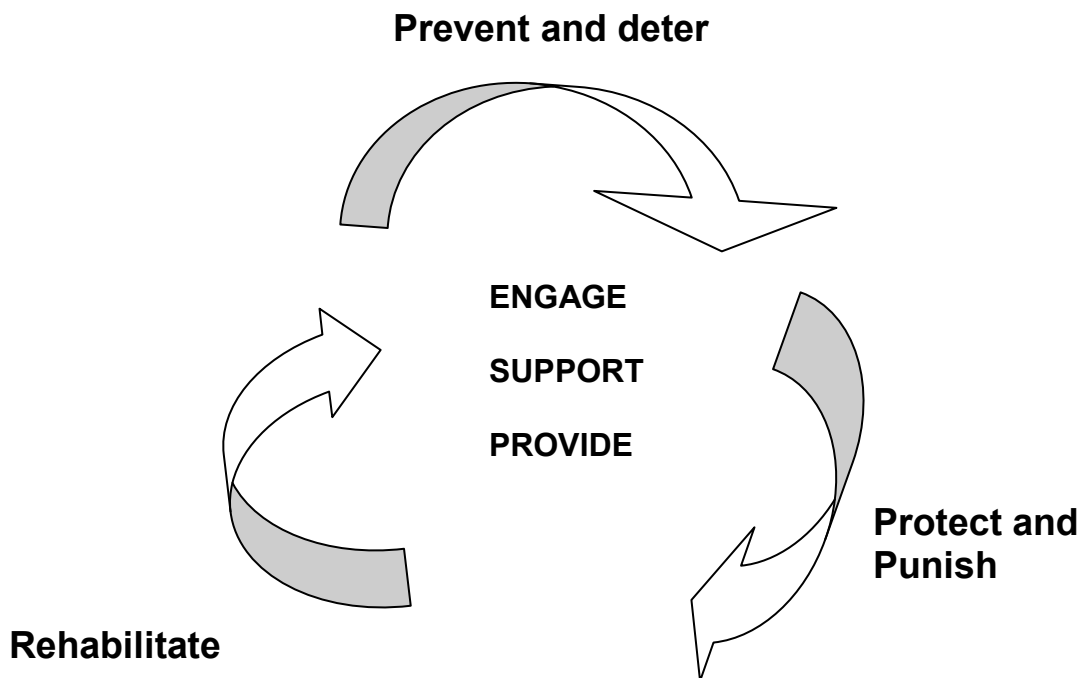 Prevent and deter
ENGAGE
SUPPORT
PROVIDE
Protect and
Punish
Rehabilitate